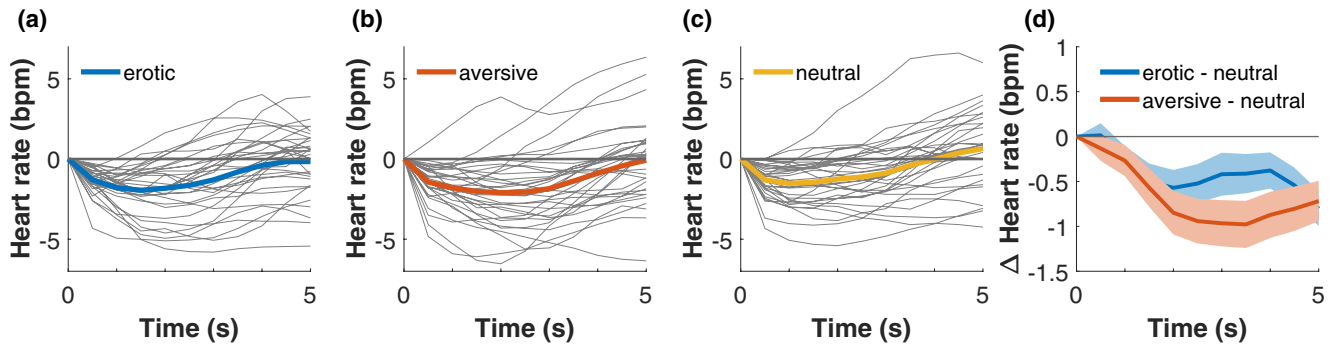 (a)
erotic
Heart rate (bpm)
5
0
-5
0
5
Time (s)
(b)
aversive
Heart rate (bpm)
5
0
-5
0
5
Time (s)
(c)
neutral
Heart rate (bpm)
5
0
-5
0
5
Time (s)
(d)
erotic - neutral
aversive - neutral
Δ Heart rate (bpm)
1
0.5
0
-0.5
-1
-1.5
0
5
Time (s)